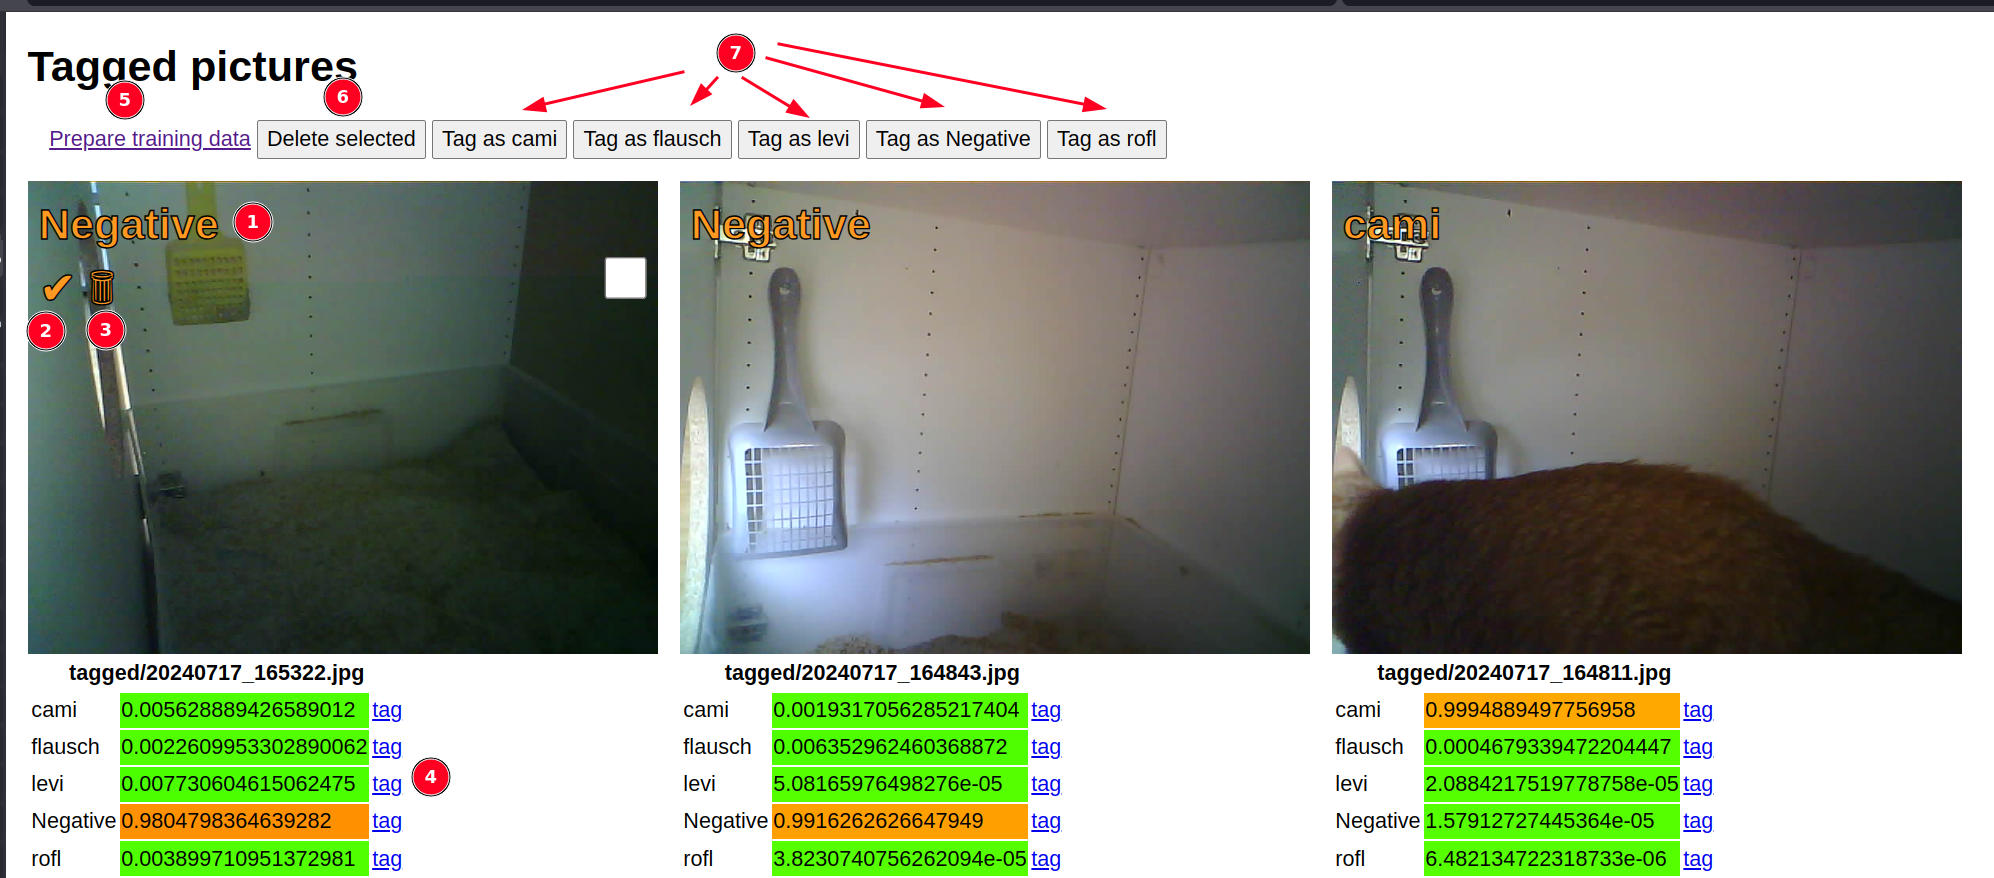 Tagged pictures
7
5
6
Prepare training data Delete selected Tag as cami Tag as flausch Tag as levi Tag as Negative Tag as rofl
Negative 1
2 3
tagged/20240717_165322.jpg
cami 0.005628889426589012 tag
flausch 0.0022609953302890062 tag
levi 0.007730604615062475 tag 4
Negative 0.9804798364639282 tag
rofl 0.003899710951372981 tag
Negative
tagged/20240717_164843.jpg
cami 0.0019317056285217404 tag
flausch 0.006352962460368872 tag
levi 5.08165976498276e-05 tag
Negative 0.9916262626647949 tag
rofl 3.8230740756262094e-05 tag
cami
tagged/20240717_164811.jpg
cami 0.9994889497756958 tag
flausch 0.0004679339472204447 tag
levi 2.0884217519778758e-05 tag
Negative 1.57912727445364e-05 tag
rofl 6.482134722318733e-06 tag